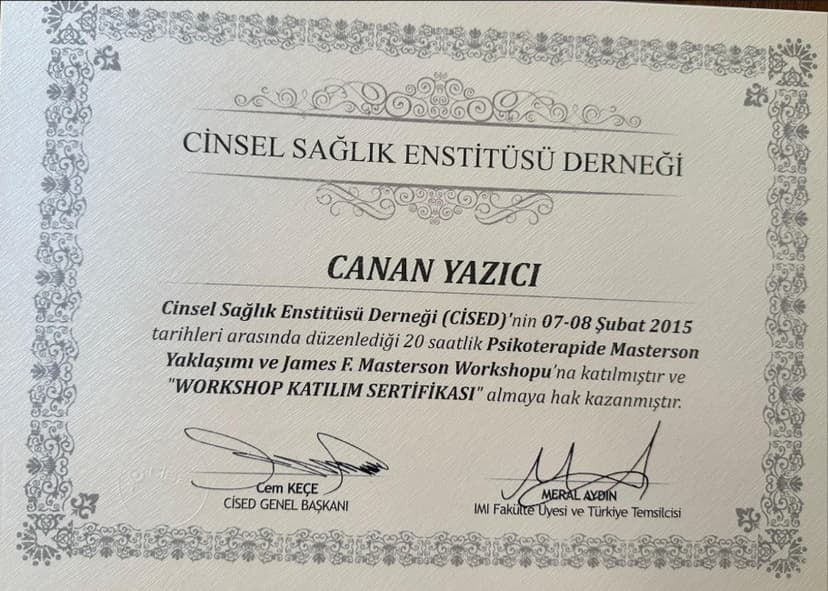 CİNSEL SAĞLIK ENSTİTÜSÜ DERNEĞİ
CANAN YAZICI
Cinsel Sağlık Enstitüsü Derneği (CİSED)'nin 07-08 Şubat 2015
tarihleri arasında düzenlediği 20 saatlik Psikoterapide Masterson
Yaklaşımı ve James F. Masterson Workshopu'na katılmıştır ve
"WORKSHOP KATILIM SERTİFİKASI" almaya hak kazanmıştır.
Cem KEÇE
CİSED GENEL BAŞKANI
MERAL AYDIN
IMI Fakülte Üyesi ve Türkiye Temsilcisi